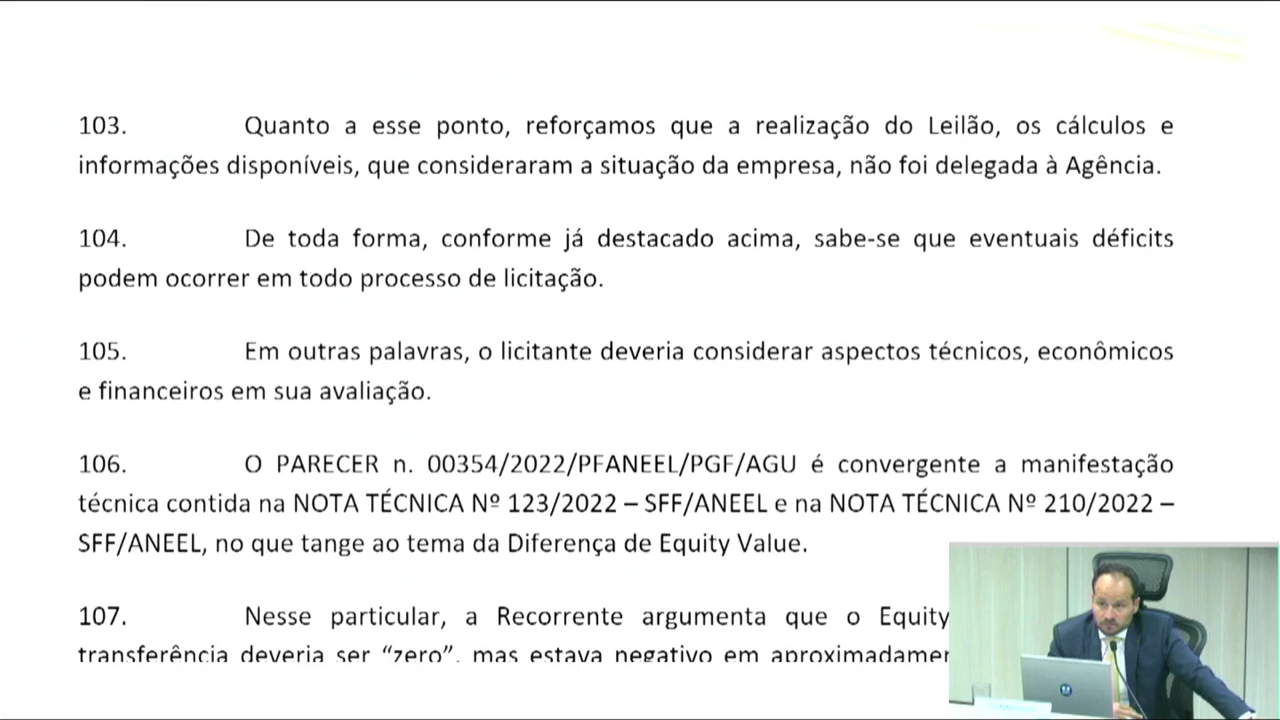 103. Quanto a esse ponto, reforçamos que a realização do Leilão, os cálculos e
informações disponíveis, que consideraram a situação da empresa, não foi delegada à Agência.
104. De toda forma, conforme já destacado acima, sabe-se que eventuais déficits
podem ocorrer em todo processo de licitação.
105. Em outras palavras, o licitante deveria considerar aspectos técnicos, econômicos
e financeiros em sua avaliação.
106. O PARECER n. 00354/2022/PFANEEL/PGF/AGU é convergente a manifestação
técnica contida na NOTA TÉCNICA Nº 123/2022 – SFF/ANEEL e na NOTA TÉCNICA Nº 210/2022 –
SFF/ANEEL, no que tange ao tema da Diferença de Equity Value.
107. Nesse particular, a Recorrente argumenta que o Equity
transferência deveria ser “zero”, mas estava negativo em